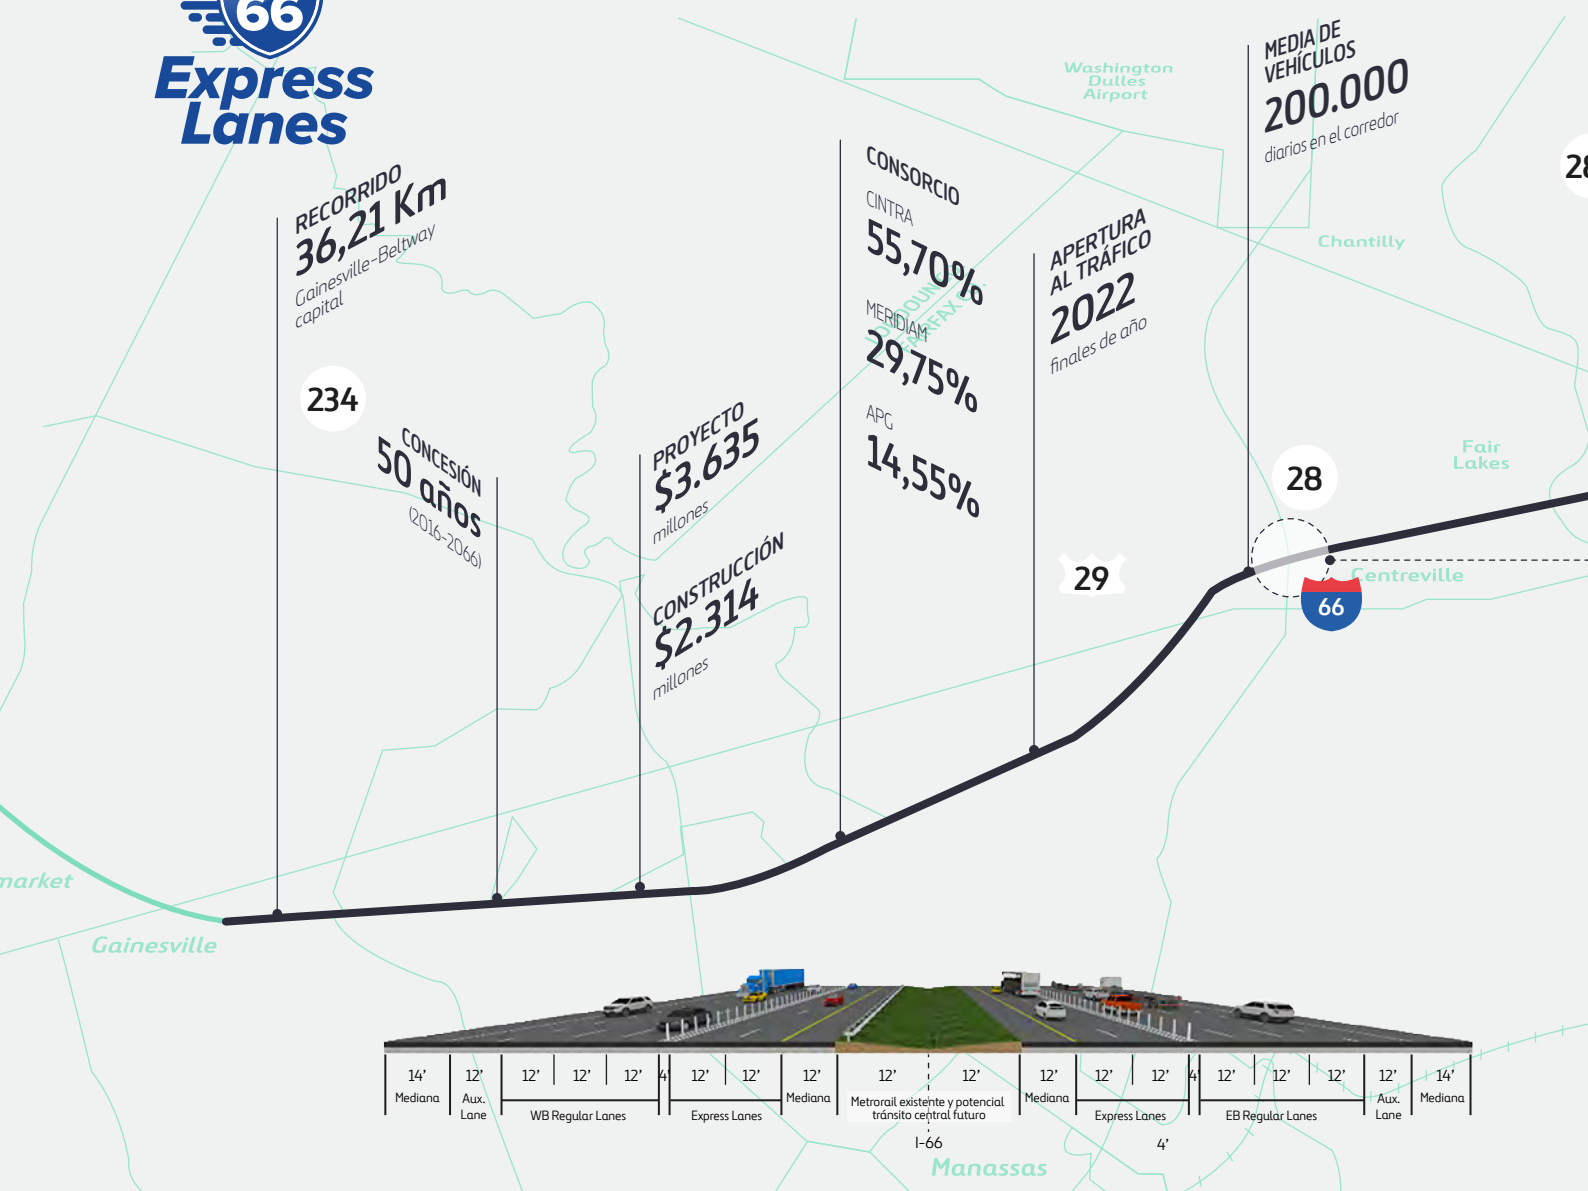 66
Express
Lanes
RECORRIDO
36,21 Km
Gainesville-Beltway
capital
234
CONCESIÓN
50 años
(2016-2066)
PROYECTO
$3.635
millones
CONSTRUCCIÓN
$2.314
millones
CONSORCIO
CINTRA
55,70%
MERIDIAM
29,75%
APG
14,55%
FAIRFAX CO.
APERTURA
AL TRÁFICO
2022
finales de año
29
Washington
Dulles
Airport
MEDIA DE
VEHÍCULOS
200.000
diarios en el corredor
28
Chantilly
Fair
Lakes
28
Centreville
66
market
Gainesville
14’ 12’ 12’ 12’ 12’ 4’ 12’ 12’ 12’ 12’ 12’ 12’ 12’ 12’ 4’ 12’ 12’ 12’ 12’ 14’
Mediana
Aux.
Lane
WB Regular Lanes
Express Lanes
Mediana
Metrorail existente y potencial
tránsito central futuro
Mediana
Express Lanes
EB Regular Lanes
Aux.
Lane
Mediana
I-66
4’
Manassas